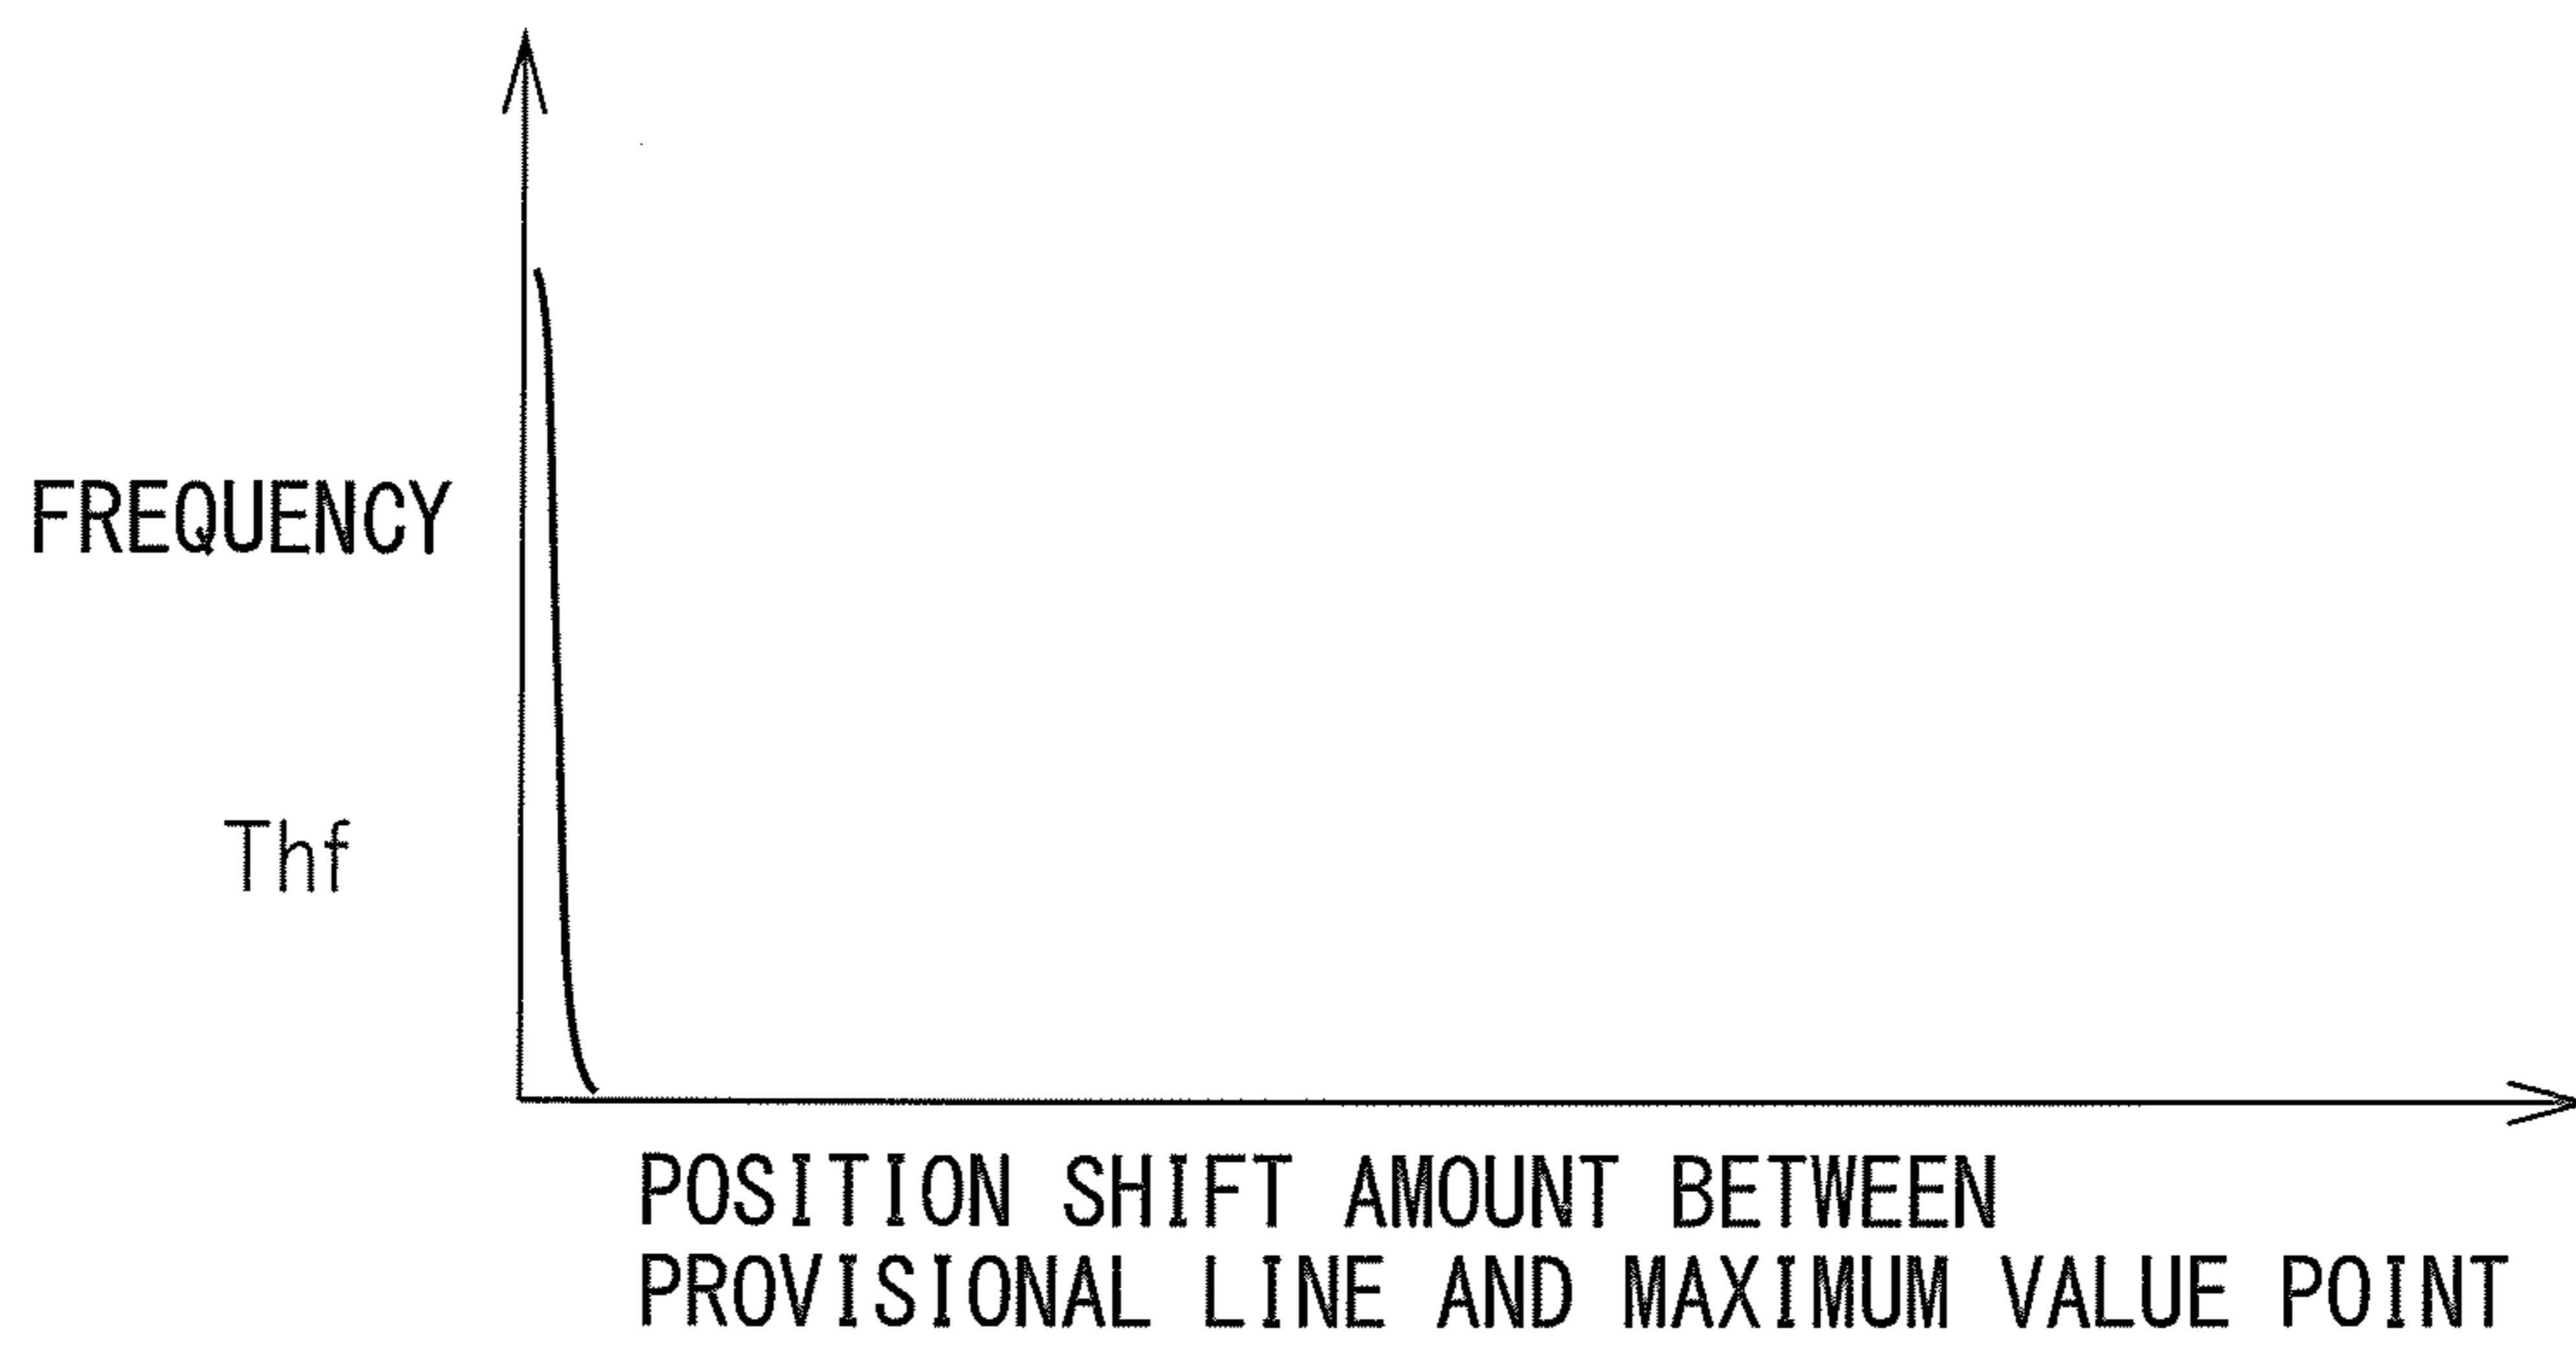 FREQUENCY
Thf
POSITION SHIFT AMOUNT BETWEEN
PROVISIONAL LINE AND MAXIMUM VALUE POINT